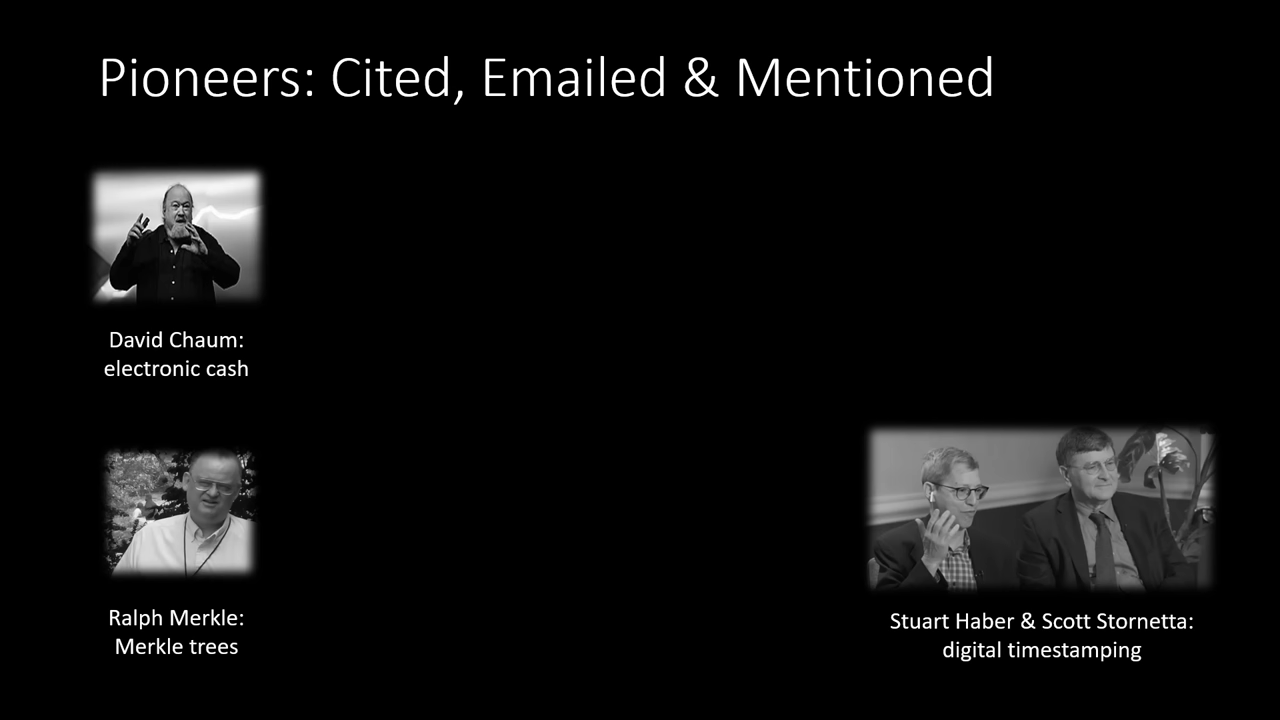 Pioneers: Cited, Emailed & Mentioned
David Chaum:
electronic cash
Ralph Merkle:
Merkle trees
Stuart Haber & Scott Stornetta:
digital timestamping